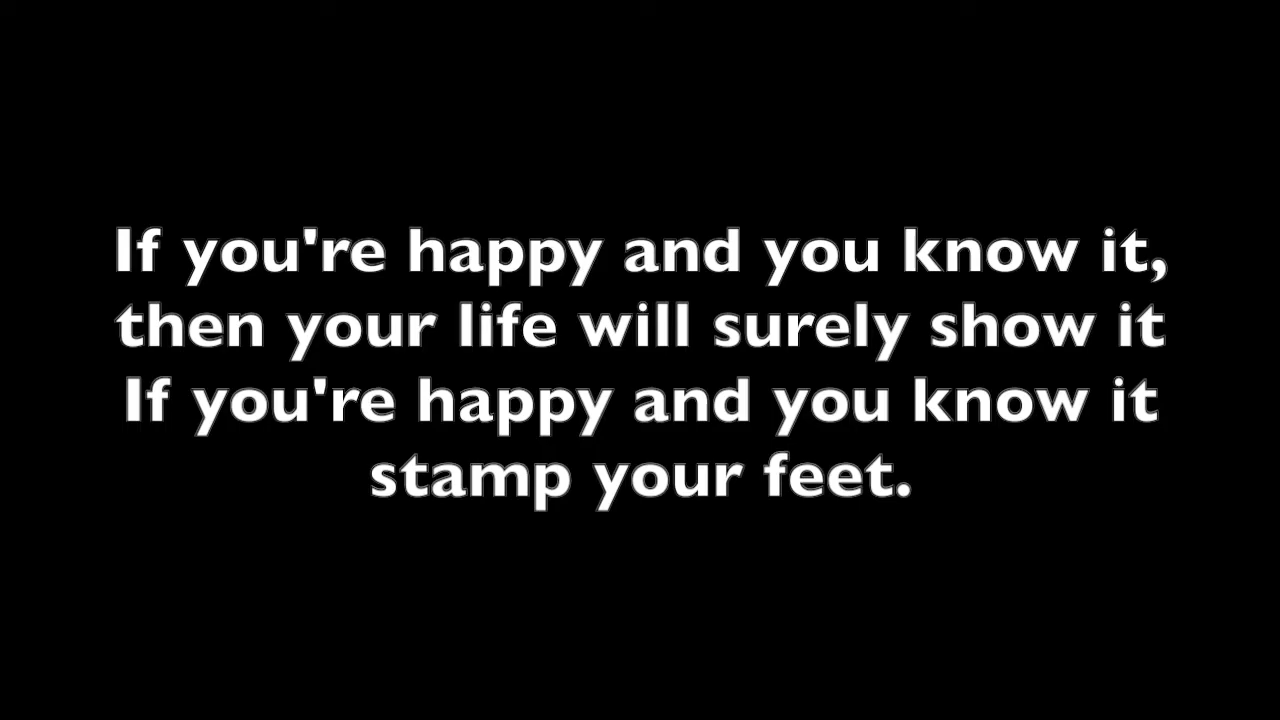 If you're happy and you know it,
then your life will surely show it
If you're happy and you know it
stamp your feet.